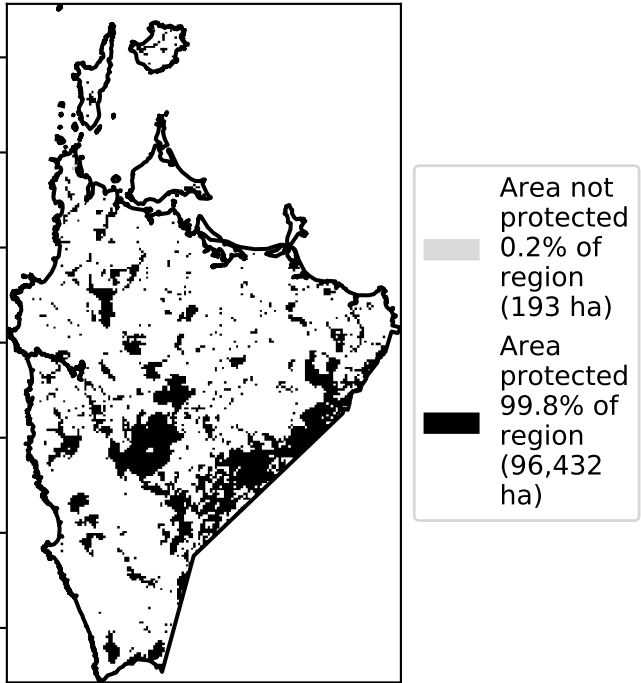 Area not
protected
0.2% of
region
(193 ha)
Area
protected
99.8% of
region
(96,432
ha)